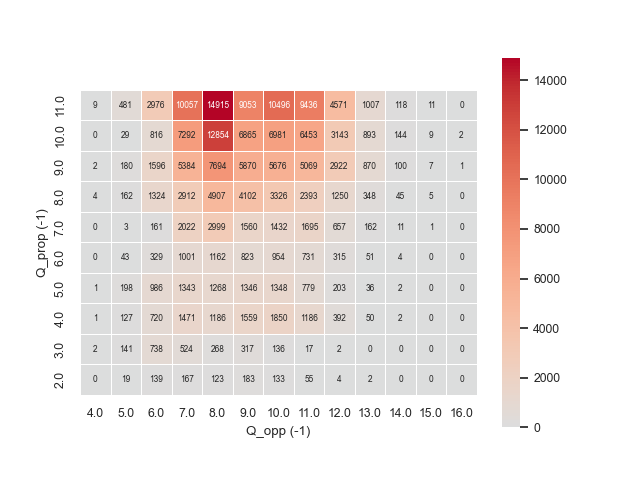 11.0 9 481 2976 10057 14915 9053 10496 9436 4571 1007 118 11 0
10.0 0 29 816 7292 12854 6865 6981 6453 3143 893 144 9 2
9.0 2 180 1596 5384 7694 5870 5676 5069 2922 870 100 7 1
8.0 4 162 1324 2912 4907 4102 3326 2393 1250 348 45 5 0
7.0 0 3 161 2022 2999 1560 1432 1695 657 162 11 1 0
6.0 0 43 329 1001 1162 823 954 731 315 51 4 0 0
5.0 1 198 986 1343 1268 1346 1348 779 203 36 2 0 0
4.0 1 127 720 1471 1186 1559 1850 1186 392 50 2 0 0
3.0 2 141 738 524 268 317 136 17 2 0 0 0 0
2.0 0 19 139 167 123 183 133 55 4 2 0 0 0
4.0 5.0 6.0 7.0 8.0 9.0 10.0 11.0 12.0 13.0 14.0 15.0 16.0
Q_opp (-1)
Q_prop (-1)
14000
12000
10000
8000
6000
4000
2000
0